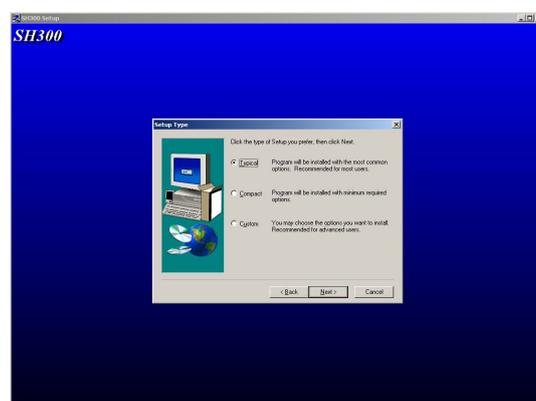 SH300 Setup
SH300
Setup Type
Click the type of Setup you prefer, then click Next.
Typical Program will be installed with the most common
options. Recommended for most users.
Compact Program will be installed with minimum required
options.
Custom You may choose the options you want to install.
Recommended for advanced users.
< Back Next > Cancel